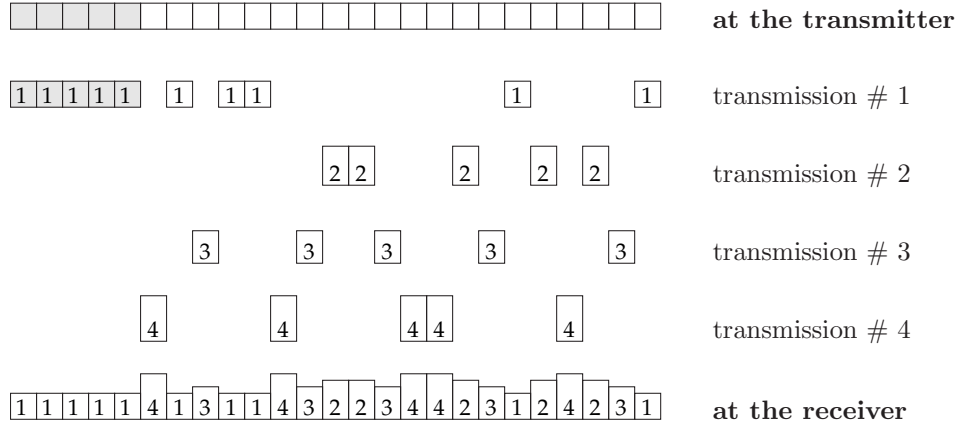 at the transmitter
1 1 1 1 1 1 1 1 1 1 transmission # 1
2 2 2 2 2 transmission # 2
3 3 3 3 3 transmission # 3
4 4 4 4 4 transmission # 4
1 1 1 1 1 4 1 3 1 1 4 3 2 2 3 4 4 2 3 1 2 4 2 3 1 at the receiver